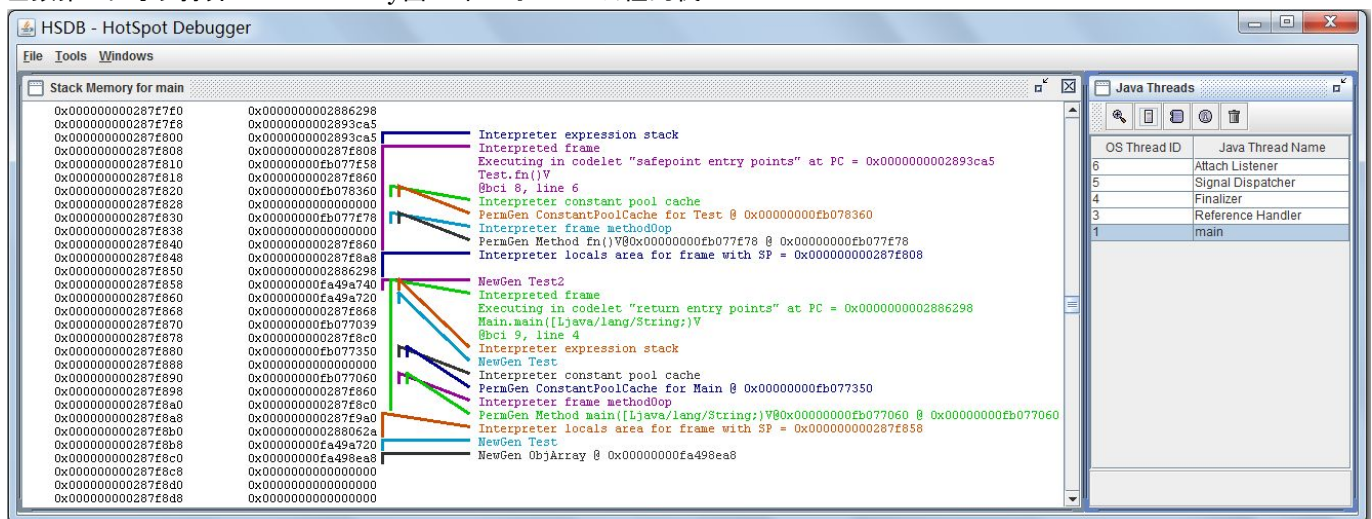 HSDB - HotSpot Debugger
File Tools Windows
Stack Memory for main
0x000000000287f7f0 0x0000000002886298
0x000000000287f7f8 0x0000000002893ca5
0x000000000287f800 0x0000000002893ca5 Interpreter expression stack
0x000000000287f808 0x000000000287f808 Interpreted frame
0x000000000287f810 0x00000000fb077f58 Executing in codelet "safepoint entry points" at PC = 0x0000000002893ca5
0x000000000287f818 0x000000000287f860 Test.fn()V
0x000000000287f820 0x00000000fb078360 @bci 8, line 6
0x000000000287f828 0x0000000000000000 Interpreter constant pool cache
0x000000000287f830 0x00000000fb077f78 PermGen ConstantPoolCache for Test @ 0x00000000fb078360
0x000000000287f838 0x0000000000000000 Interpreter frame methodOop
0x000000000287f840 0x000000000287f860 PermGen Method fn()V@0x00000000fb077f78 @ 0x00000000fb077f78
0x000000000287f848 0x000000000287f8a8 Interpreter locals area for frame with SP = 0x000000000287f808
0x000000000287f850 0x0000000002886298
0x000000000287f858 0x00000000fa49a740 NewGen Test2
0x000000000287f860 0x00000000fa49a720 Interpreted frame
0x000000000287f868 0x000000000287f868 Executing in codelet "return entry points" at PC = 0x0000000002886298
0x000000000287f870 0x00000000fb077039 Main.main([Ljava/lang/String;)V
0x000000000287f878 0x000000000287f8c0 @bci 9, line 4
0x000000000287f880 0x00000000fb077350 Interpreter expression stack
0x000000000287f888 0x0000000000000000 NewGen Test
0x000000000287f890 0x00000000fb077060 Interpreter constant pool cache
0x000000000287f898 0x000000000287f860 PermGen ConstantPoolCache for Main @ 0x00000000fb077350
0x000000000287f8a0 0x000000000287f8c0 Interpreter frame methodOop
0x000000000287f8a8 0x000000000287f9a0 PermGen Method main([Ljava/lang/String;)V@0x00000000fb077060 @ 0x00000000fb077060
0x000000000287f8b0 0x000000000288062a Interpreter locals area for frame with SP = 0x000000000287f858
0x000000000287f8b8 0x00000000fa49a720 NewGen Test
0x000000000287f8c0 0x00000000fa498ea8 NewGen ObjArray @ 0x00000000fa498ea8
0x000000000287f8c8 0x0000000000000000
0x000000000287f8d0 0x0000000000000000
0x000000000287f8d8 0x0000000000000000
Java Threads
OS Thread ID Java Thread Name
6 Attach Listener
5 Signal Dispatcher
4 Finalizer
3 Reference Handler
1 main